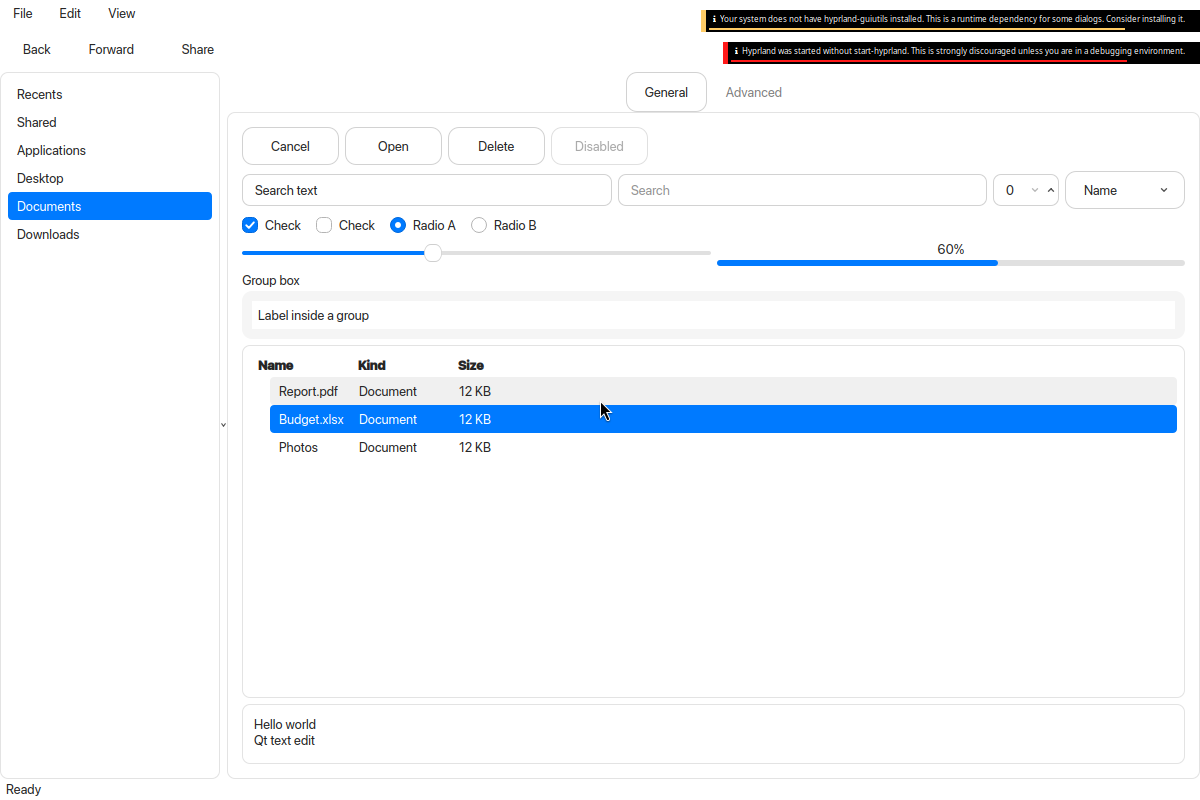 File Edit View
Your system does not have hyprland-guiutils installed. This is a runtime dependency for some dialogs. Consider installing it.
Back Forward Share
Hyprland was started without start-hyprland. This is strongly discouraged unless you are in a debugging environment.
Recents
Shared
Applications
Desktop
Documents
Downloads
General Advanced
Cancel Open Delete Disabled
Search text Search 0 Name
Check Check Radio A Radio B
60%
Group box
Label inside a group
Name Kind Size
Report.pdf Document 12 KB
Budget.xlsx Document 12 KB
Photos Document 12 KB
Hello world
Qt text edit
Ready